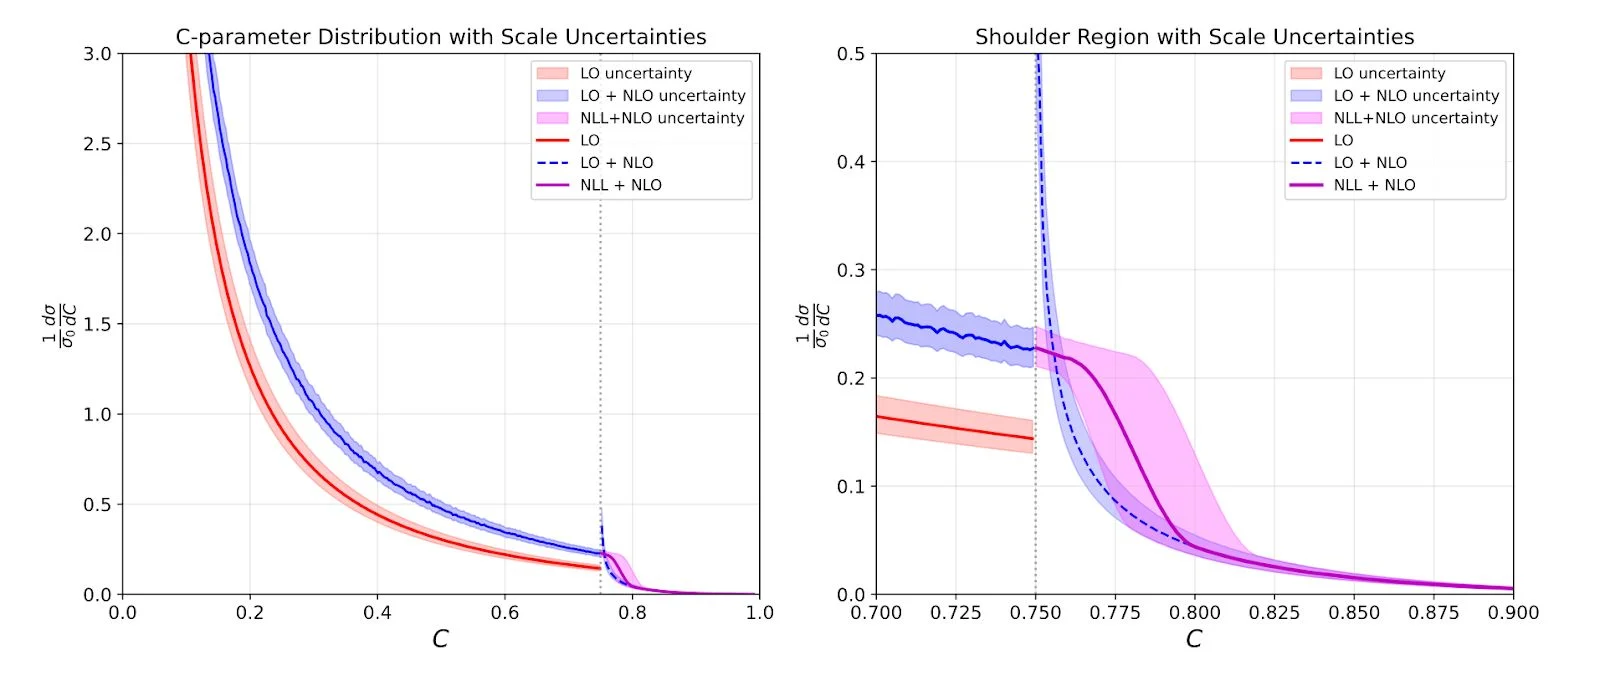 C-parameter Distribution with Scale Uncertainties
3.0
2.5
2.0
1.5
1.0
0.5
0.0
1/σ₀ dσ/dC
LO uncertainty
LO + NLO uncertainty
NLL+NLO uncertainty
LO
LO + NLO
NLL + NLO
0.0 0.2 0.4 0.6 0.8 1.0
C
Shoulder Region with Scale Uncertainties
0.5
0.4
0.3
0.2
0.1
0.0
1/σ₀ dσ/dC
LO uncertainty
LO + NLO uncertainty
NLL+NLO uncertainty
LO
LO + NLO
NLL + NLO
0.700 0.725 0.750 0.775 0.800 0.825 0.850 0.875 0.900
C